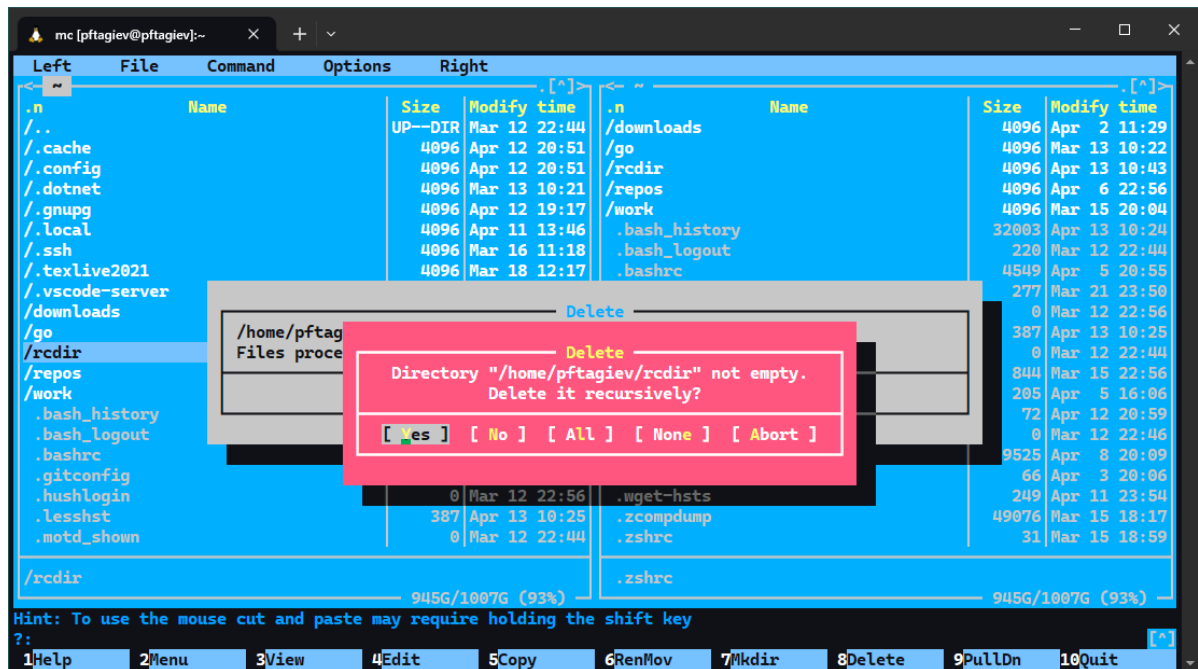 mc [pftagiev@pftagiev]:~
Left File Command Options Right
<- ~ .[^]> <- ~ .[^]>
.n Name Size Modify time .n Name Size Modify time
/.. UP--DIR Mar 12 22:44 /downloads 4096 Apr 2 11:29
/.cache 4096 Apr 12 20:51 /go 4096 Mar 13 10:22
/.config 4096 Apr 12 20:51 /rcdir 4096 Apr 13 10:43
/.dotnet 4096 Mar 13 10:21 /repos 4096 Apr 6 22:56
/.gnupg 4096 Apr 12 19:17 /work 4096 Mar 15 20:04
/.local 4096 Apr 11 13:46 .bash_history 32003 Apr 13 10:24
/.ssh 4096 Mar 16 11:18 .bash_logout 220 Mar 12 22:44
/.texlive2021 4096 Mar 18 12:17 .bashrc 4549 Apr 5 20:55
/.vscode-server 277 Mar 21 23:50
/downloads Delete 0 Mar 12 22:56
/go /home/pftag 387 Apr 13 10:25
/rcdir Files proce Delete 0 Mar 12 22:44
/repos Directory "/home/pftagiev/rcdir" not empty. 844 Mar 15 22:56
/work Delete it recursively? 205 Apr 5 16:06
.bash_history 72 Apr 12 20:59
.bash_logout [ Yes ] [ No ] [ All ] [ None ] [ Abort ] 0 Mar 12 22:46
.bashrc 9525 Apr 8 20:09
.gitconfig 66 Apr 3 20:06
.hushlogin 0 Mar 12 22:56 .wget-hsts 249 Apr 11 23:54
.lesshst 387 Apr 13 10:25 .zcompdump 49076 Mar 15 18:17
.motd_shown 0 Mar 12 22:44 .zshrc 31 Mar 15 18:59
/rcdir .zshrc
945G/1007G (93%) 945G/1007G (93%)
Hint: To use the mouse cut and paste may require holding the shift key
?: [^]
1Help 2Menu 3View 4Edit 5Copy 6RenMov 7Mkdir 8Delete 9PullDn 10Quit